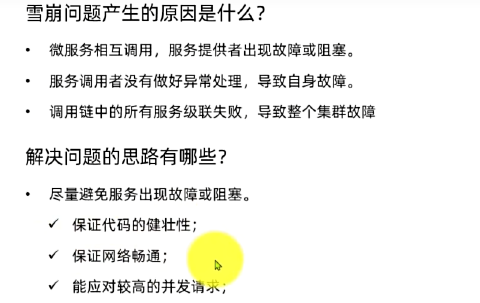 雪崩问题产生的原因是什么？
• 微服务相互调用，服务提供者出现故障或阻塞。
• 服务调用者没有做好异常处理，导致自身故障。
• 调用链中的所有服务级联失败，导致整个集群故障
解决问题的思路有哪些？
• 尽量避免服务出现故障或阻塞。
✓ 保证代码的健壮性；
✓ 保证网络畅通；
✓ 能应对较高的并发请求；